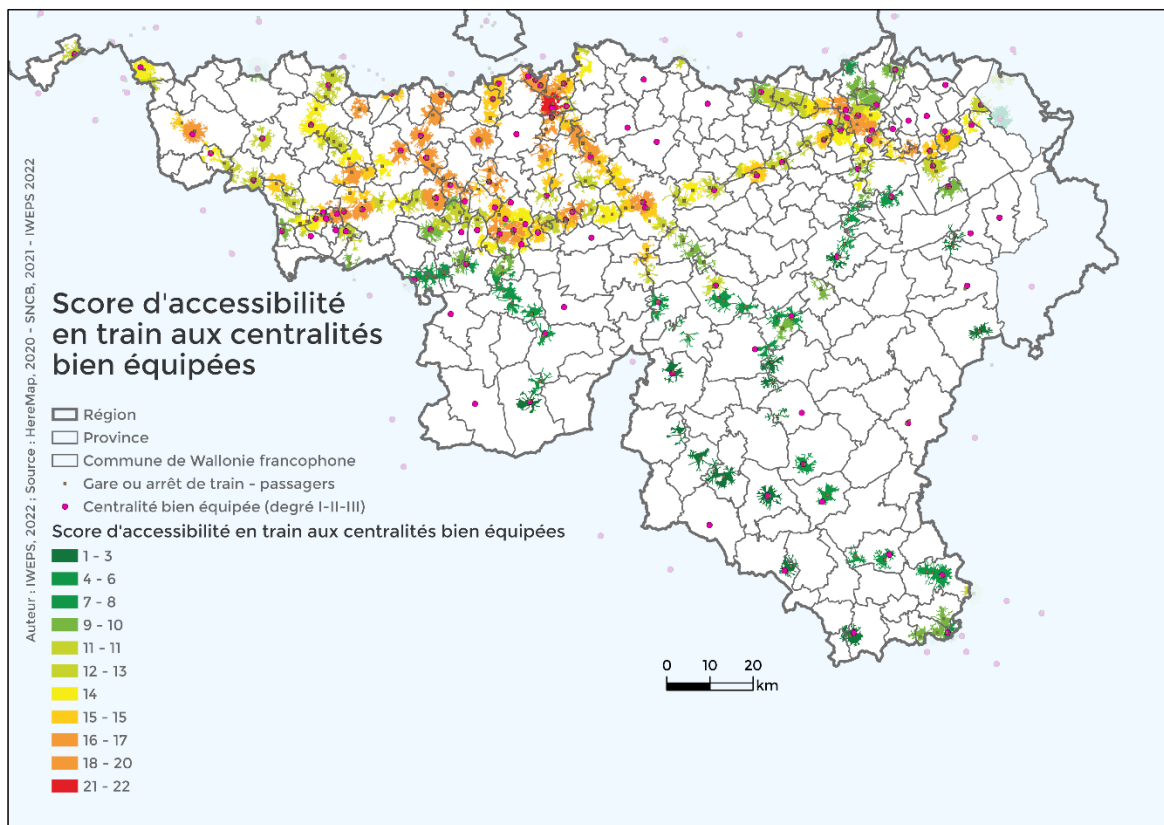 Score d'accessibilité
en train aux centralités
bien équipées
Région
Province
Commune de Wallonie francophone
Gare ou arrêt de train - passagers
Centralité bien équipée (degré I-II-III)
Score d'accessibilité en train aux centralités bien équipées
1 - 3
4 - 6
7 - 8
9 - 10
11 - 11
12 - 13
14
15 - 15
16 - 17
18 - 20
21 - 22
0 10 20
km
Auteur : IWEPS, 2022 ; Source : HereMap, 2020 - SNCB, 2021 - IWEPS 2022